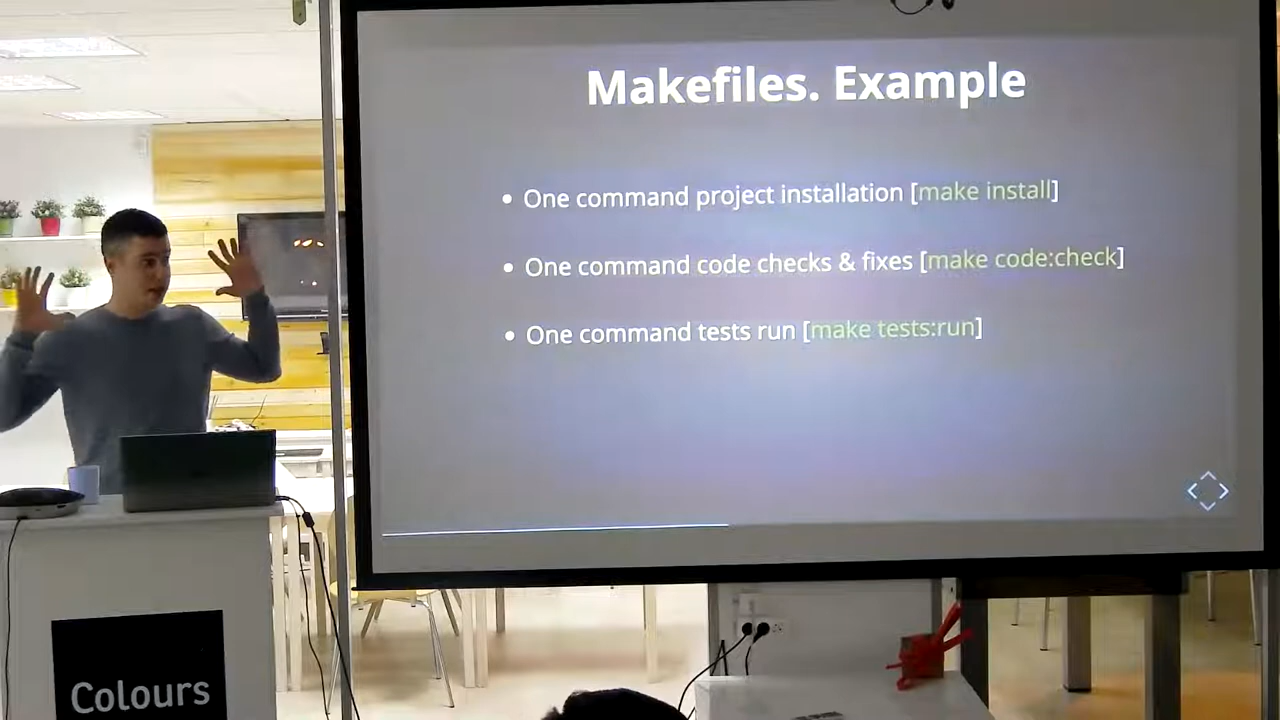 Makefiles. Example
• One command project installation [make install]
• One command code checks & fixes [make code:check]
• One command tests run [make tests:run]
Colours